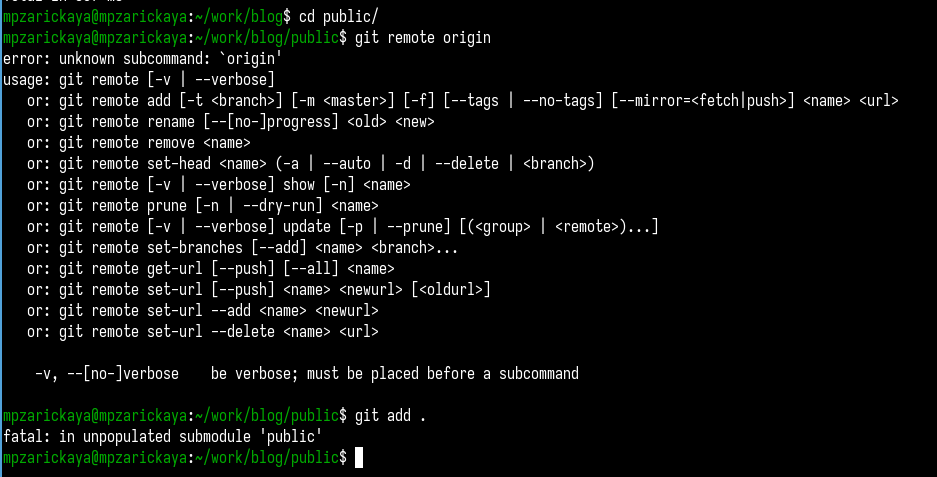 mpzarickaya@mpzarickaya:~/work/blog$ cd public/
mpzarickaya@mpzarickaya:~/work/blog/public$ git remote origin
error: unknown subcommand: `origin'
usage: git remote [-v | --verbose]
   or: git remote add [-t <branch>] [-m <master>] [-f] [--tags | --no-tags] [--mirror=<fetch|push>] <name> <url>
   or: git remote rename [--[no-]progress] <old> <new>
   or: git remote remove <name>
   or: git remote set-head <name> (-a | --auto | -d | --delete | <branch>)
   or: git remote [-v | --verbose] show [-n] <name>
   or: git remote prune [-n | --dry-run] <name>
   or: git remote [-v | --verbose] update [-p | --prune] [(<group> | <remote>)...]
   or: git remote set-branches [--add] <name> <branch>...
   or: git remote get-url [--push] [--all] <name>
   or: git remote set-url [--push] <name> <newurl> [<oldurl>]
   or: git remote set-url --add <name> <newurl>
   or: git remote set-url --delete <name> <url>
    -v, --[no-]verbose    be verbose; must be placed before a subcommand
mpzarickaya@mpzarickaya:~/work/blog/public$ git add .
fatal: in unpopulated submodule 'public'
mpzarickaya@mpzarickaya:~/work/blog/public$